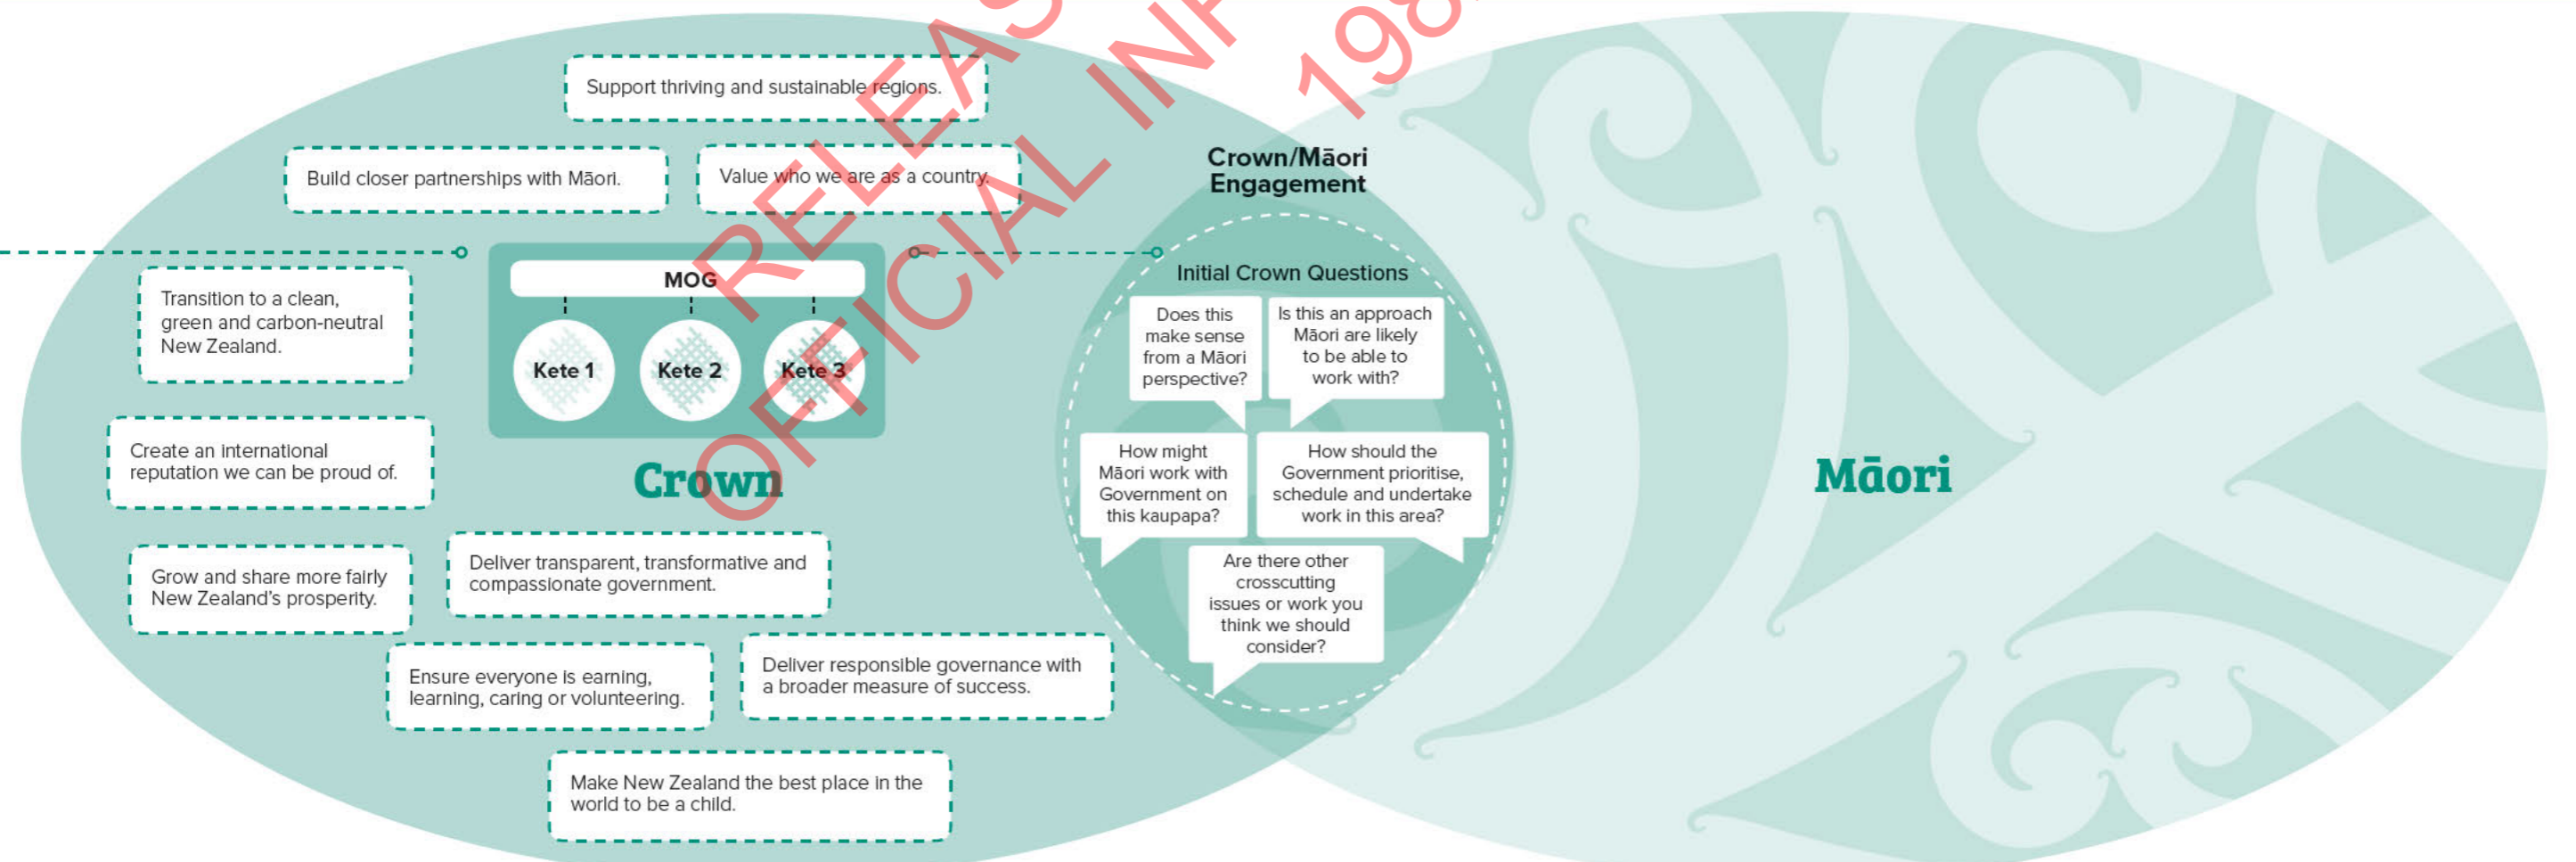 Support thriving and sustainable regions.
Build closer partnerships with Māori.
Value who we are as a country.
MOG
Kete 1
Kete 2
Kete 3
Transition to a clean,
green and carbon-neutral
New Zealand.
Create an international
reputation we can be proud of.
Crown
Grow and share more fairly
New Zealand's prosperity.
Deliver transparent, transformative and
compassionate government.
Ensure everyone is earning,
learning, caring or volunteering.
Deliver responsible governance with
a broader measure of success.
Make New Zealand the best place in the
world to be a child.
Crown/Māori
Engagement
Initial Crown Questions
Does this
make sense
from a Māori
perspective?
Is this an approach
Māori are likely
to be able to
work with?
How might
Māori work with
Government on
this kaupapa?
How should the
Government prioritise,
schedule and undertake
work in this area?
Are there other
crosscutting
issues or work you
think we should
consider?
Māori
OFFICIAL